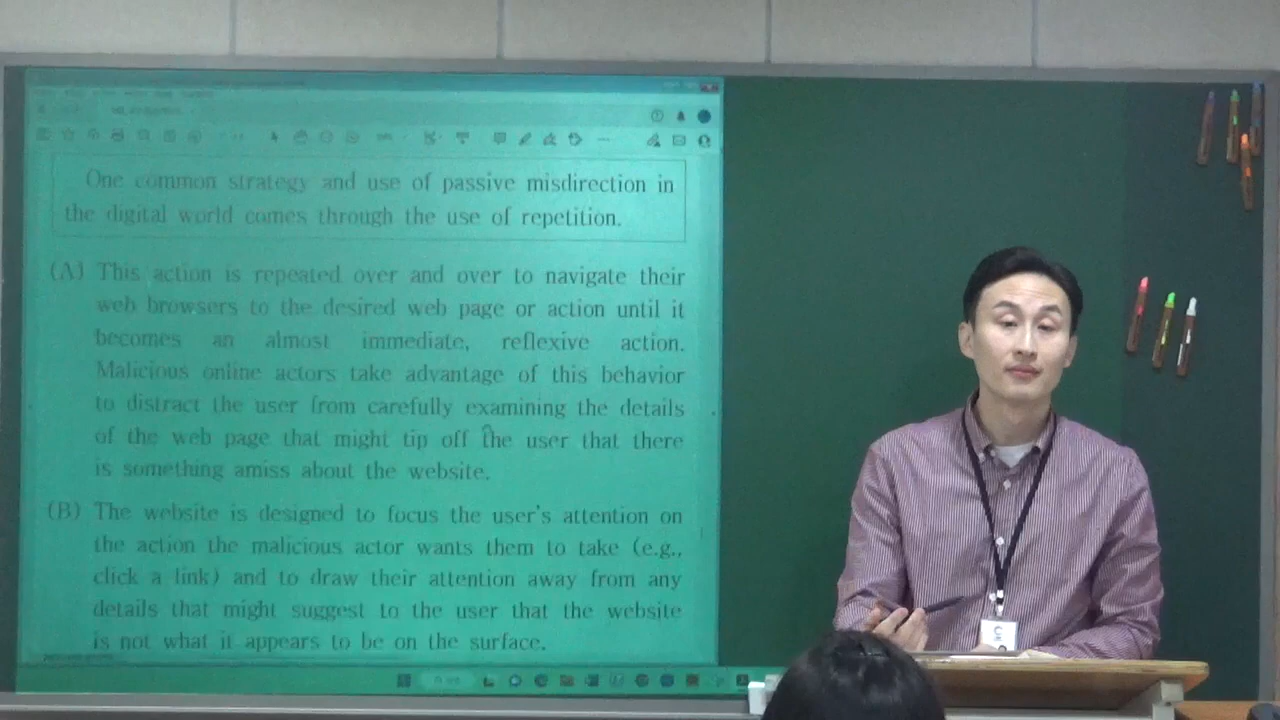 One common strategy and use of passive misdirection in
the digital world comes through the use of repetition.
(A) This action is repeated over and over to navigate their
web browsers to the desired web page or action until it
becomes an almost immediate, reflexive action.
Malicious online actors take advantage of this behavior
to distract the user from carefully examining the details
of the web page that might tip off the user that there
is something amiss about the website.
(B) The website is designed to focus the user's attention on
the action the malicious actor wants them to take (e.g.,
click a link) and to draw their attention away from any
details that might suggest to the user that the website
is not what it appears to be on the surface.